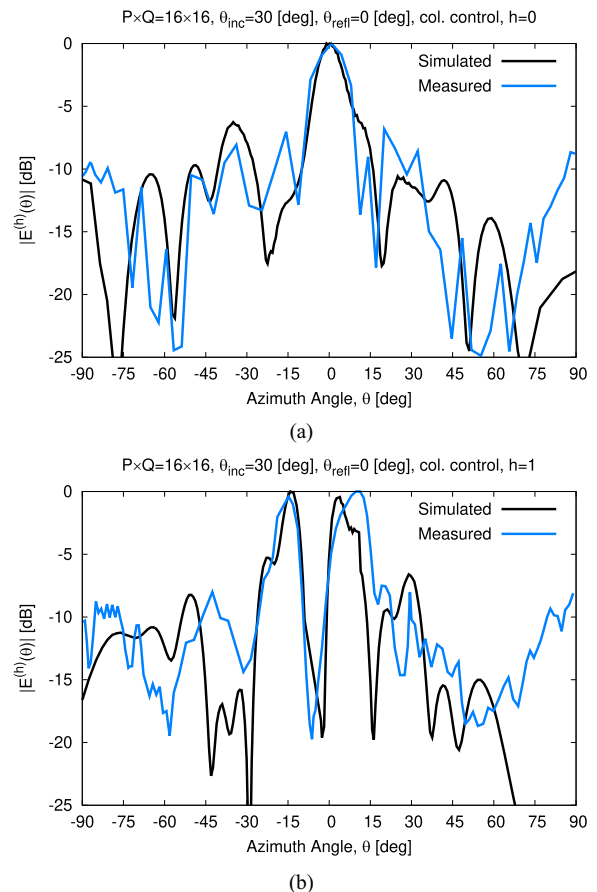 P×Q=16×16, θinc=30 [deg], θrefl=0 [deg], col. control, h=0
0
-5
-10
-15
-20
-25
|E(h)(θ)| [dB]
Simulated
Measured
-90 -75 -60 -45 -30 -15 0 15 30 45 60 75 90
Azimuth Angle, θ [deg]
(a)
P×Q=16×16, θinc=30 [deg], θrefl=0 [deg], col. control, h=1
0
-5
-10
-15
-20
-25
|E(h)(θ)| [dB]
Simulated
Measured
-90 -75 -60 -45 -30 -15 0 15 30 45 60 75 90
Azimuth Angle, θ [deg]
(b)